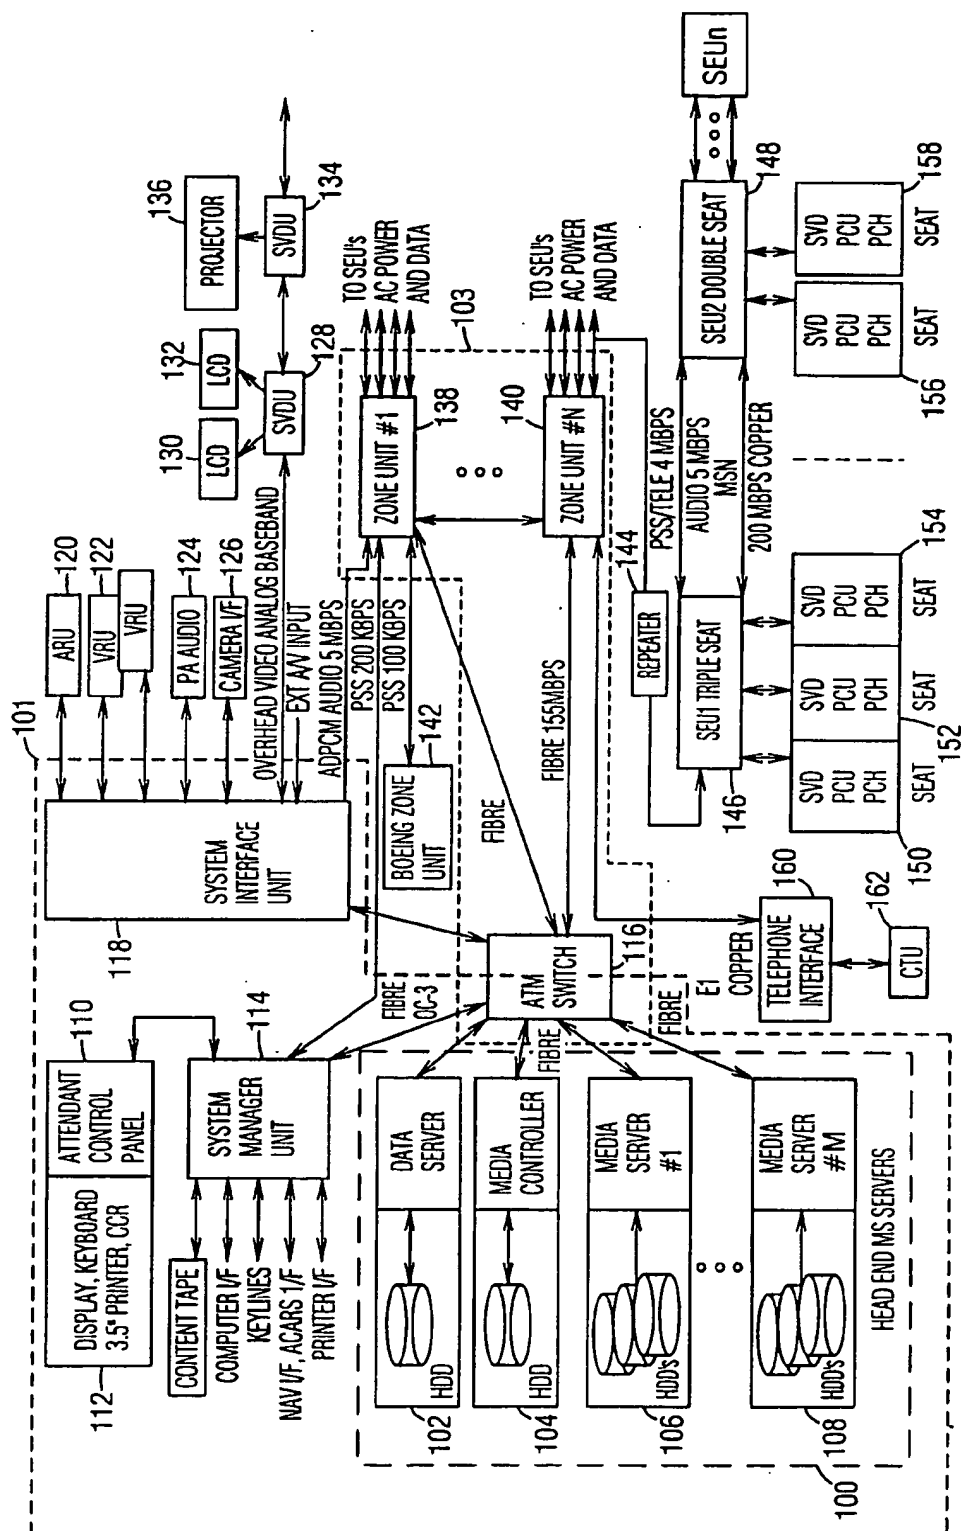 101
ATTENDANT
CONTROL
PANEL
110
DISPLAY, KEYBOARD
3.5" PRINTER, CCR
112
SYSTEM
MANAGER
UNIT
114
CONTENT TAPE
COMPUTER I/F
KEYLINES
NAV I/F, ACARS 1/F
PRINTER I/F
SYSTEM
INTERFACE
UNIT
118
ARU
120
VRU
122
VRU
PA AUDIO
124
CAMERA I/F
126
OVERHEAD VIDEO ANALOG BASEBAND
EXT A/V INPUT
ADPCM AUDIO 5 MBPS
PSS 200 KBPS
PSS 100 KBPS
LCD
130
LCD
132
SVDU
128
PROJECTOR
136
SVDU
134
BOEING ZONE
UNIT
142
ZONE UNIT #1
138
TO SEU's
AC POWER
AND DATA
103
ZONE UNIT #N
140
TO SEU's
AC POWER
AND DATA
FIBRE
FIBRE 155MBPS
FIBRE
OC-3
ATM
SWITCH
116
FIBRE
FIBRE
E1
COPPER
DATA
SERVER
HDD
102
MEDIA
CONTROLLER
HDD
104
MEDIA
SERVER
#1
HDD's
106
MEDIA
SERVER
#M
HDD's
108
HEAD END MS SERVERS
100
REPEATER
144
PSS/TELE 4 MBPS
AUDIO 5 MBPS
MSN
200 MBPS COPPER
SEU1 TRIPLE SEAT
146
SEU2 DOUBLE SEAT
148
SEUn
SVD
PCU
PCH
SEAT
150
SVD
PCU
PCH
SEAT
152
SVD
PCU
PCH
SEAT
154
SVD
PCU
PCH
SEAT
156
SVD
PCU
PCH
SEAT
158
TELEPHONE
INTERFACE
160
CTU
162